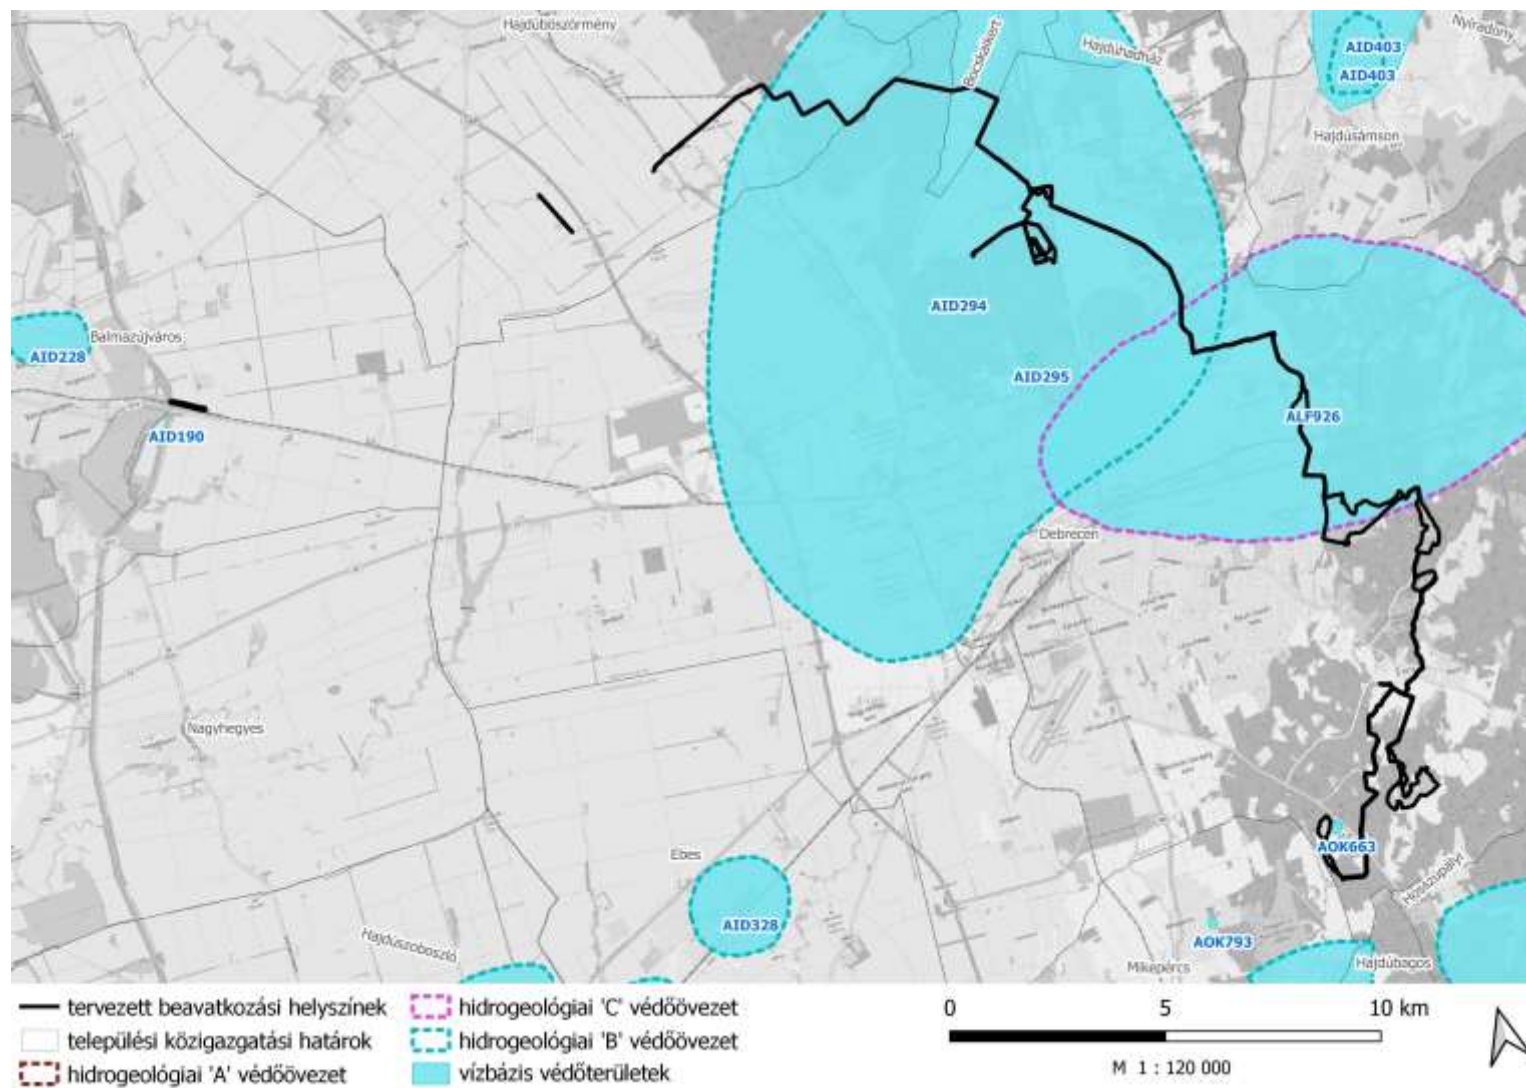 Hajdúböszörmény
Bocskaikert
Hajdúhadház
Nyíradony
AID403
AID403
Hajdúsámson
AID294
AID228
Balmazújváros
AID295
AID190
ALF926
Debrecen
Nagyhegyes
Ebes
AOK663
Hosszúpályi
AID328
Hajdúszoboszló
AOK793
Mikepércs
Hajdúbagos
tervezett beavatkozási helyszínek
települési közigazgatási határok
hidrogeológiai 'A' védőövezet
hidrogeológiai 'C' védőövezet
hidrogeológiai 'B' védőövezet
vízbázis védőterületek
0 5 10 km
M 1 : 120 000